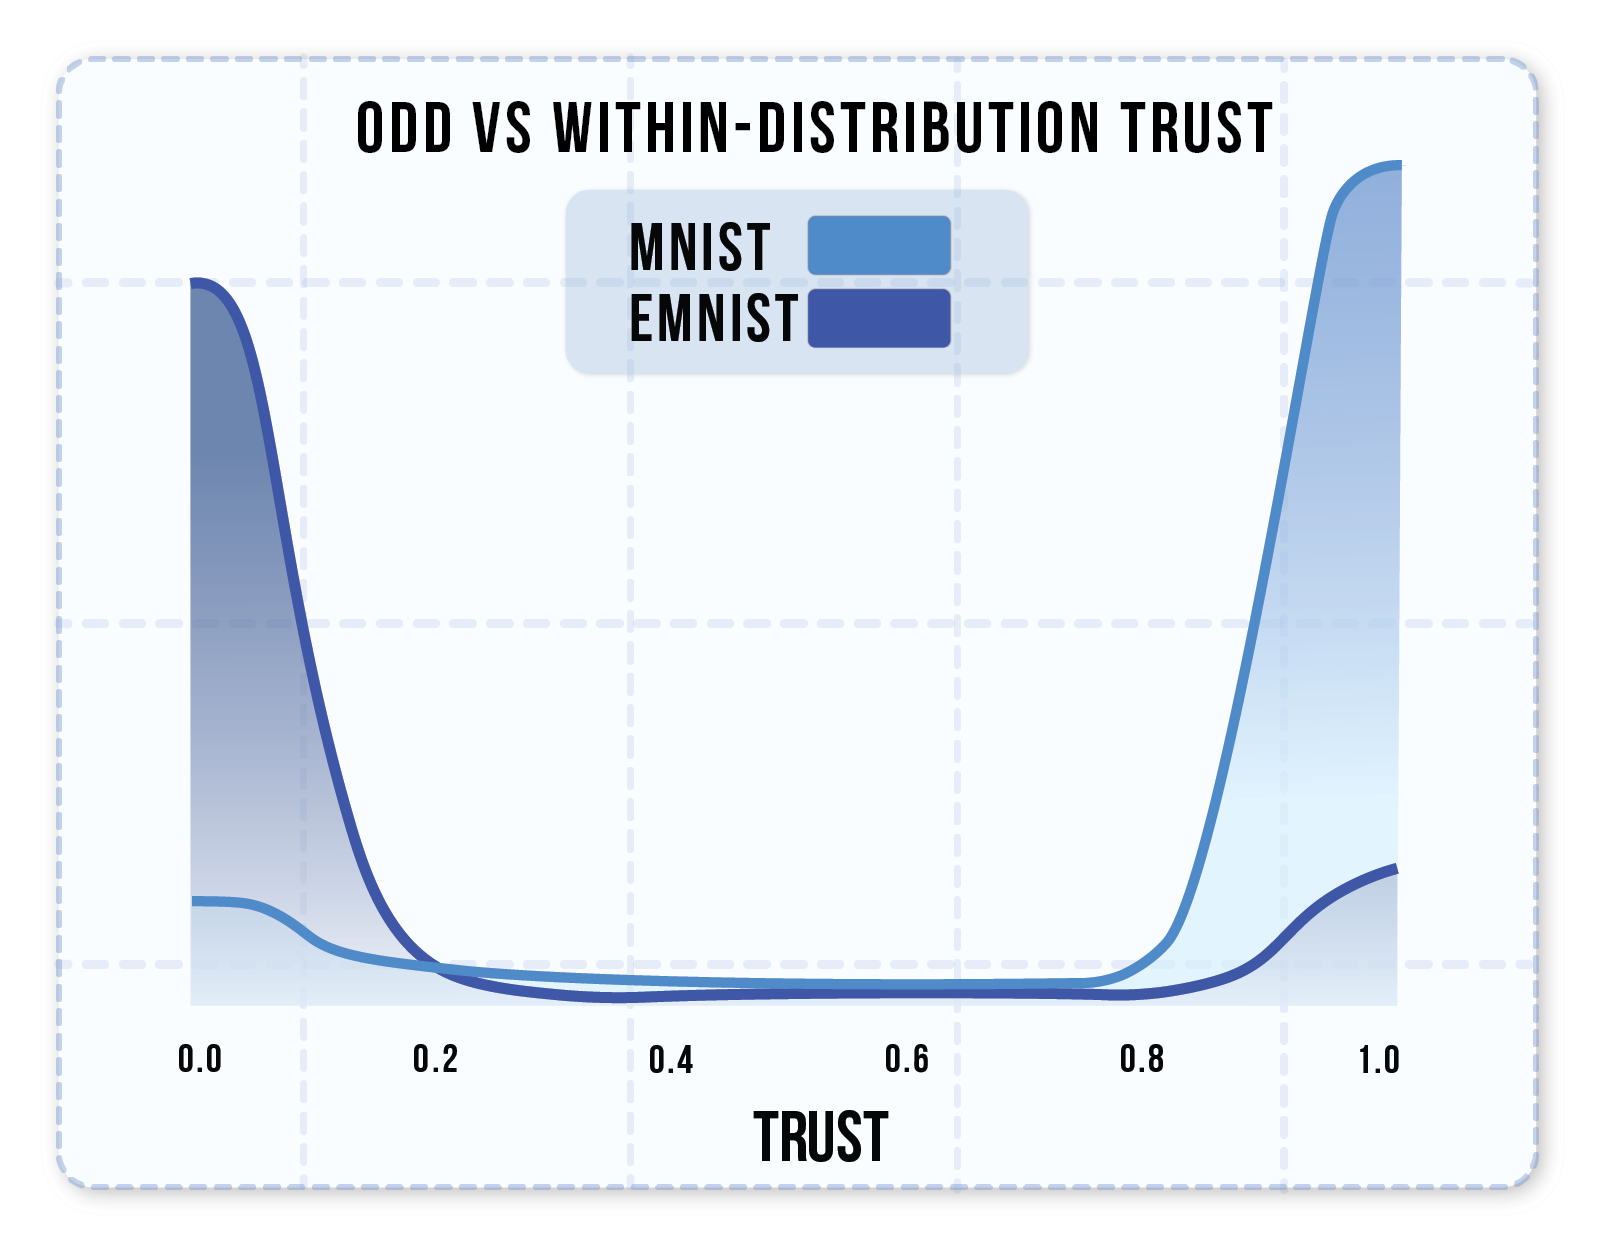 ODD VS WITHIN-DISTRIBUTION TRUST
MNIST
EMNIST
0.0 0.2 0.4 0.6 0.8 1.0
TRUST